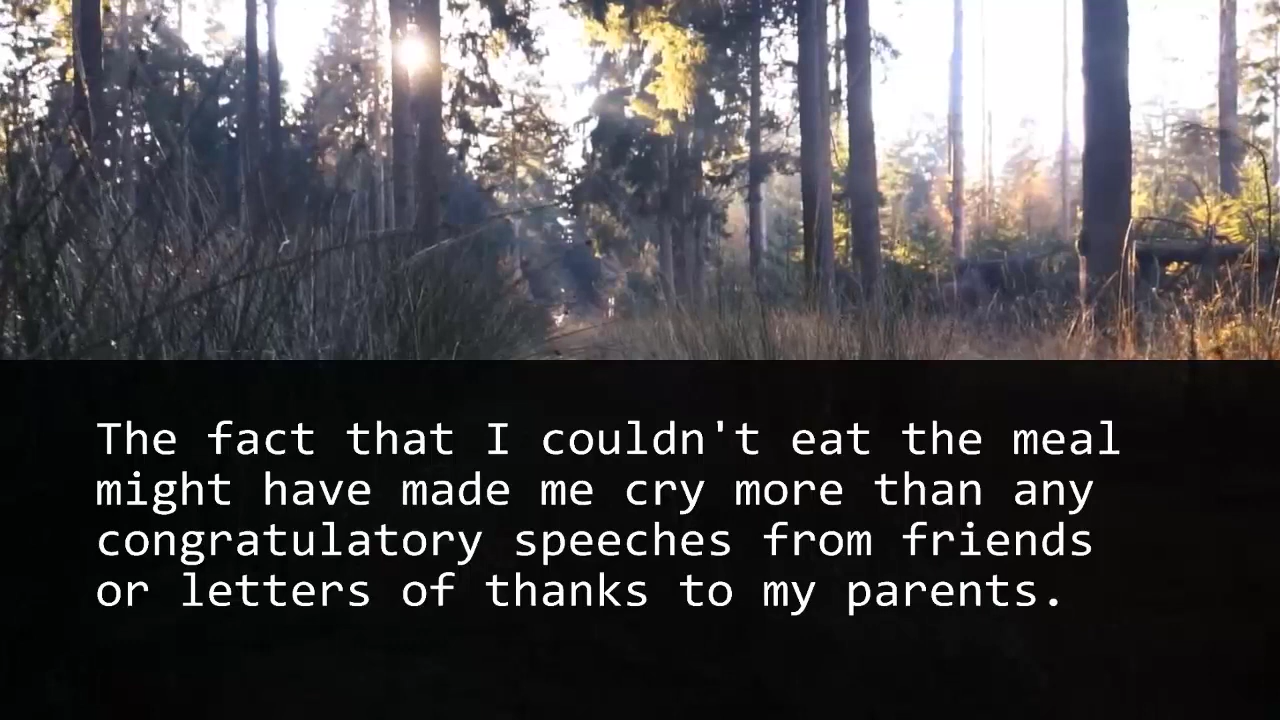 The fact that I couldn't eat the meal
might have made me cry more than any
congratulatory speeches from friends
or letters of thanks to my parents.